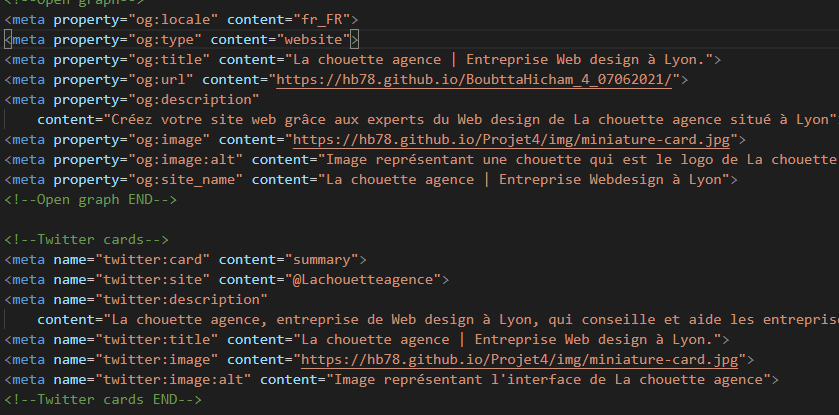 <!--Open graph-->
<meta property="og:locale" content="fr_FR">
<meta property="og:type" content="website">
<meta property="og:title" content="La chouette agence | Entreprise Web design à Lyon.">
<meta property="og:url" content="https://hb78.github.io/BoubttaHicham_4_07062021/">
<meta property="og:description"
content="Créez votre site web grâce aux experts du Web design de La chouette agence situé à Lyon"
<meta property="og:image" content="https://hb78.github.io/Projet4/img/miniature-card.jpg">
<meta property="og:image:alt" content="Image représentant une chouette qui est le logo de La chouette
<meta property="og:site_name" content="La chouette agence | Entreprise Webdesign à Lyon">
<!--Open graph END-->
<!--Twitter cards-->
<meta name="twitter:card" content="summary">
<meta name="twitter:site" content="@Lachouetteagence">
<meta name="twitter:description"
content="La chouette agence, entreprise de Web design à Lyon, qui conseille et aide les entreprise
<meta name="twitter:title" content="La chouette agence | Entreprise Web design à Lyon.">
<meta name="twitter:image" content="https://hb78.github.io/Projet4/img/miniature-card.jpg">
<meta name="twitter:image:alt" content="Image représentant l'interface de La chouette agence">
<!--Twitter cards END-->